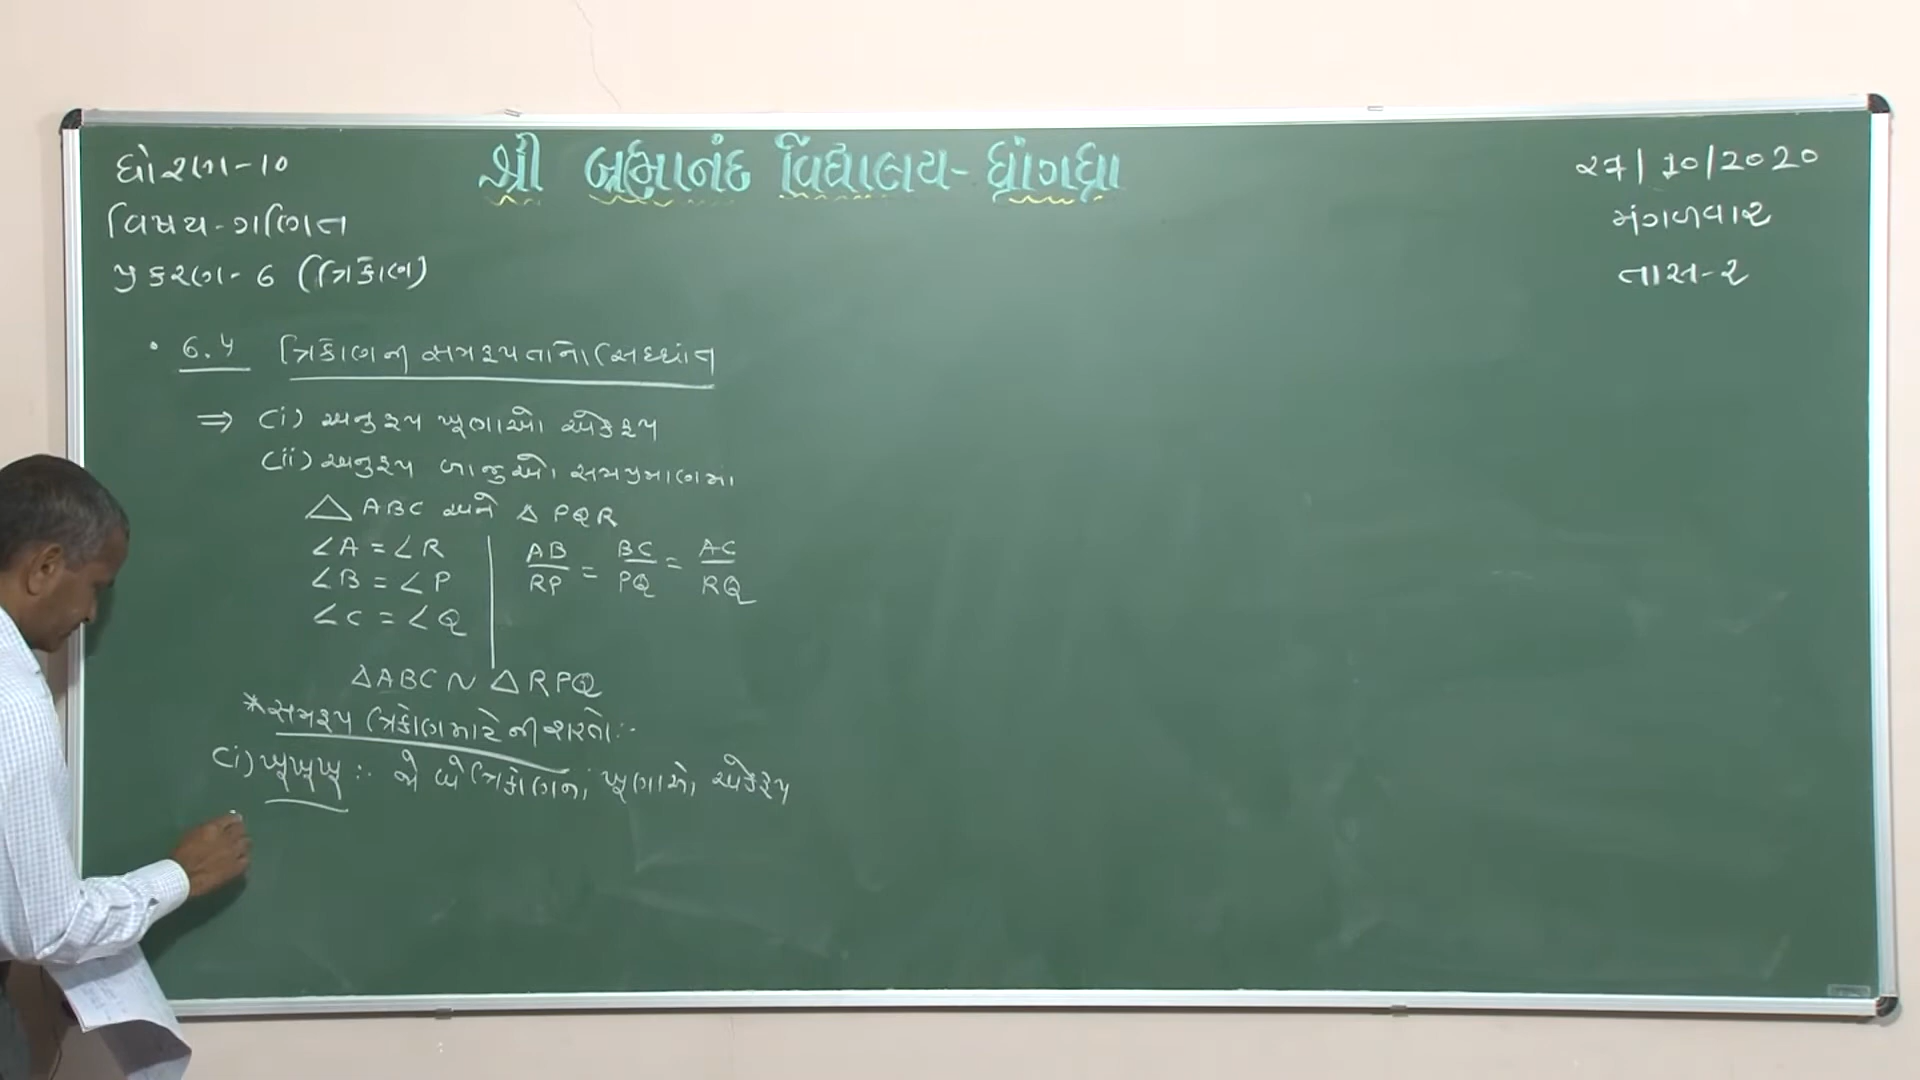 ધોરણ-10
વિષય-ગણિત
પ્રકરણ-6 (ત્રિકોણ)
શ્રી બ્રહ્માનંદ વિદ્યાલય-ધ્રાંગધ્રા
૨૭/10/2020
મંગળવાર
તાસ-૨
• 6.4 ત્રિકોણની સમરૂપતાનો સિધ્ધાંત
⇒ (i) અનુરૂપ ખૂણાઓ એકરૂપ
(ii) અનુરૂપ બાજુઓ સમપ્રમાણમાં
△ ABC અને △ PQR
∠A = ∠R
∠B = ∠P
∠C = ∠Q
AB/RP = BC/PQ = AC/RQ
△ABC ~ △RPQ
*સમરૂપ ત્રિકોણ માટેની શરતો:-
(i) ખૂખૂખૂ :- જો બે ત્રિકોણના ખૂણાઓ એકરૂપ